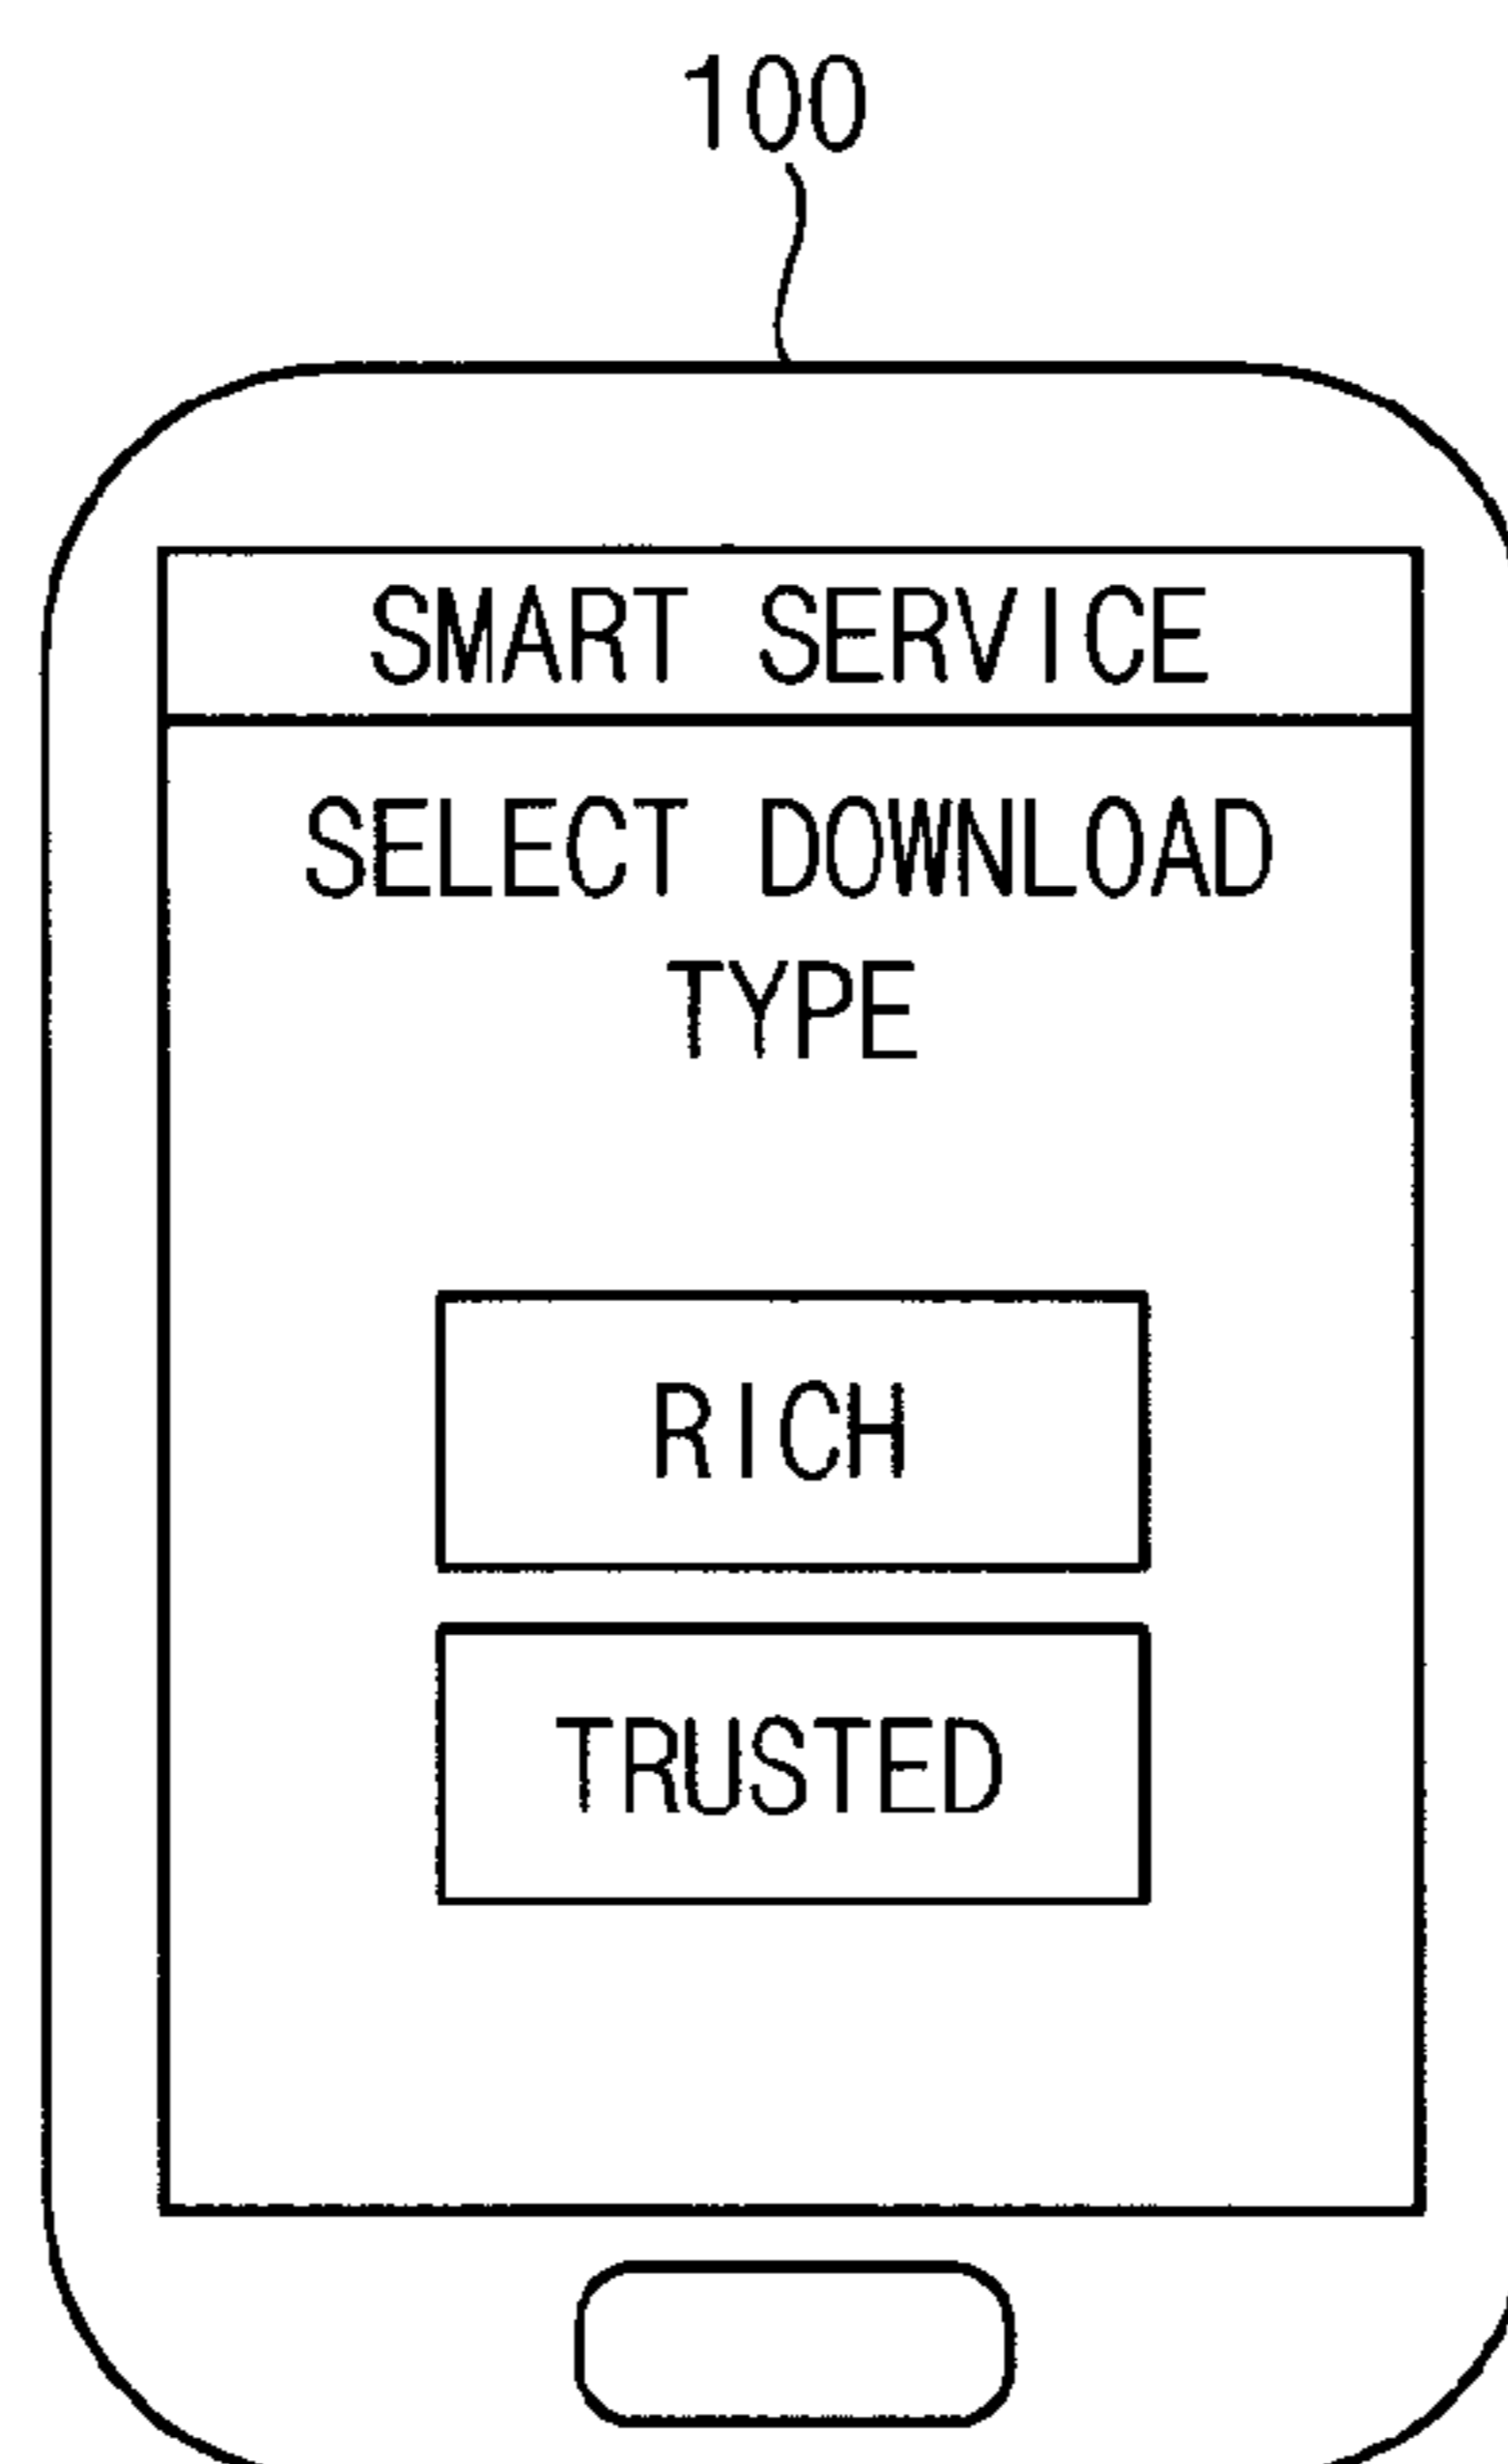 100
SMART SERVICE
SELECT DOWNLOAD
TYPE
RICH
TRUSTED